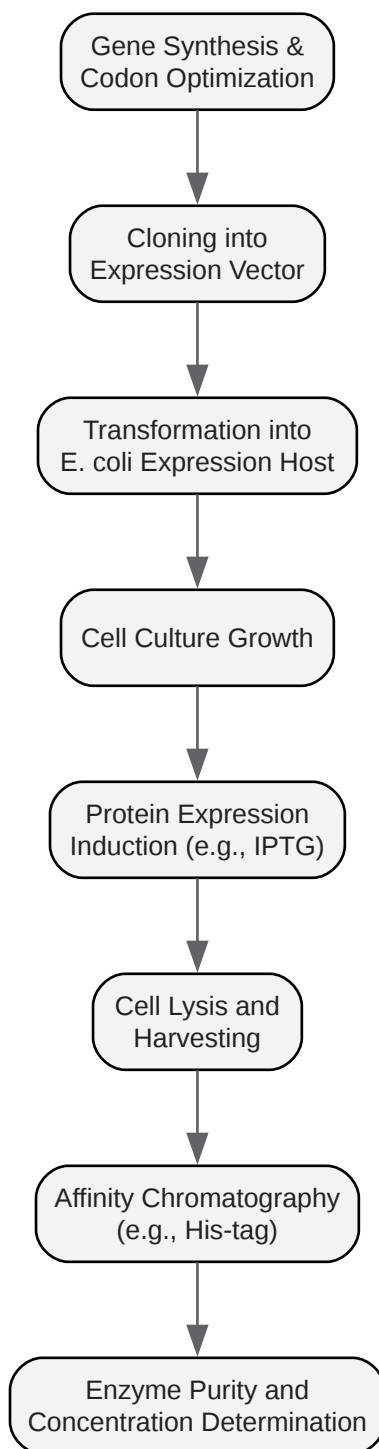 Gene Synthesis &
Codon Optimization
Cloning into
Expression Vector
Transformation into
E. coli Expression Host
Cell Culture Growth
Protein Expression
Induction (e.g., IPTG)
Cell Lysis and
Harvesting
Affinity Chromatography
(e.g., His-tag)
Enzyme Purity and
Concentration Determination